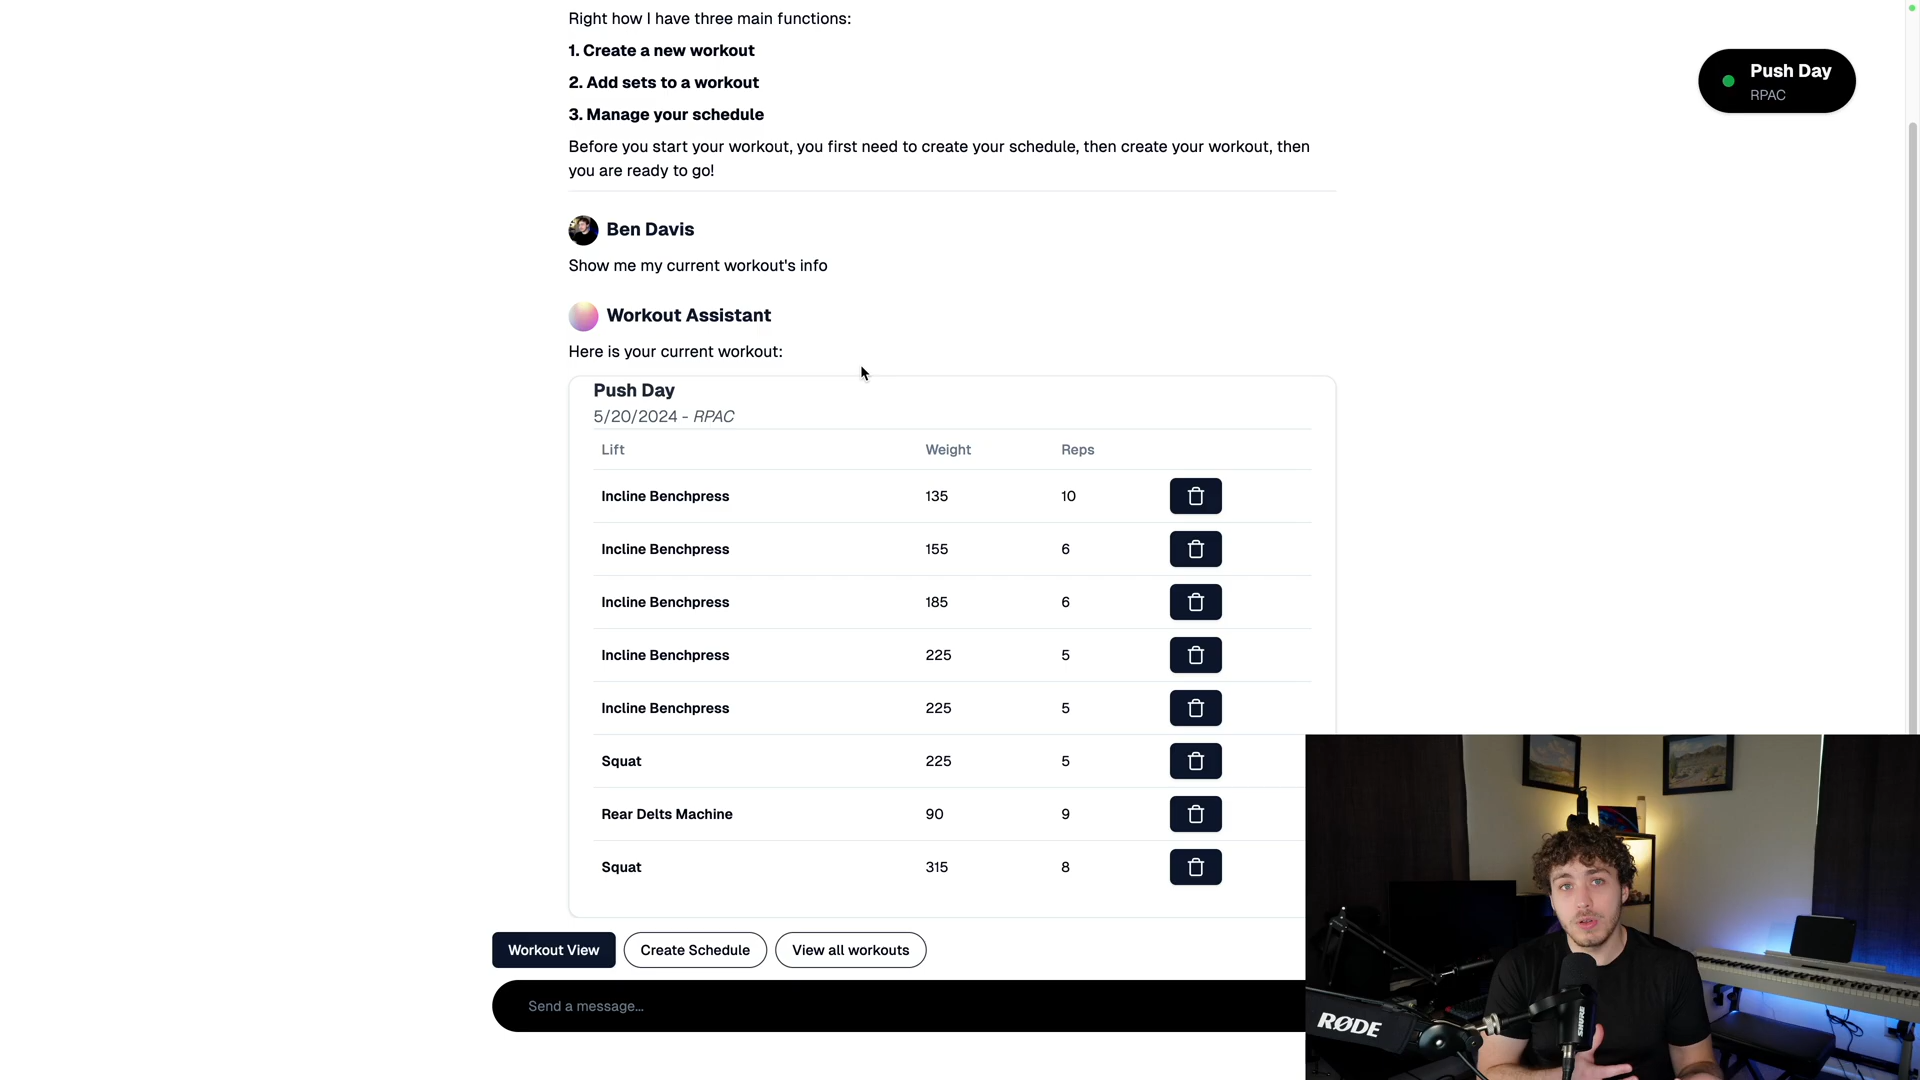 Right how I have three main functions:
1. Create a new workout
2. Add sets to a workout
3. Manage your schedule
Before you start your workout, you first need to create your schedule, then create your workout, then
you are ready to go!
Push Day
RPAC
Ben Davis
Show me my current workout's info
Workout Assistant
Here is your current workout:
Push Day
5/20/2024 - RPAC
Lift Weight Reps
Incline Benchpress 135 10
Incline Benchpress 155 6
Incline Benchpress 185 6
Incline Benchpress 225 5
Incline Benchpress 225 5
Squat 225 5
Rear Delts Machine 90 9
Squat 315 8
Workout View Create Schedule View all workouts
Send a message...
RØDE
SHURE